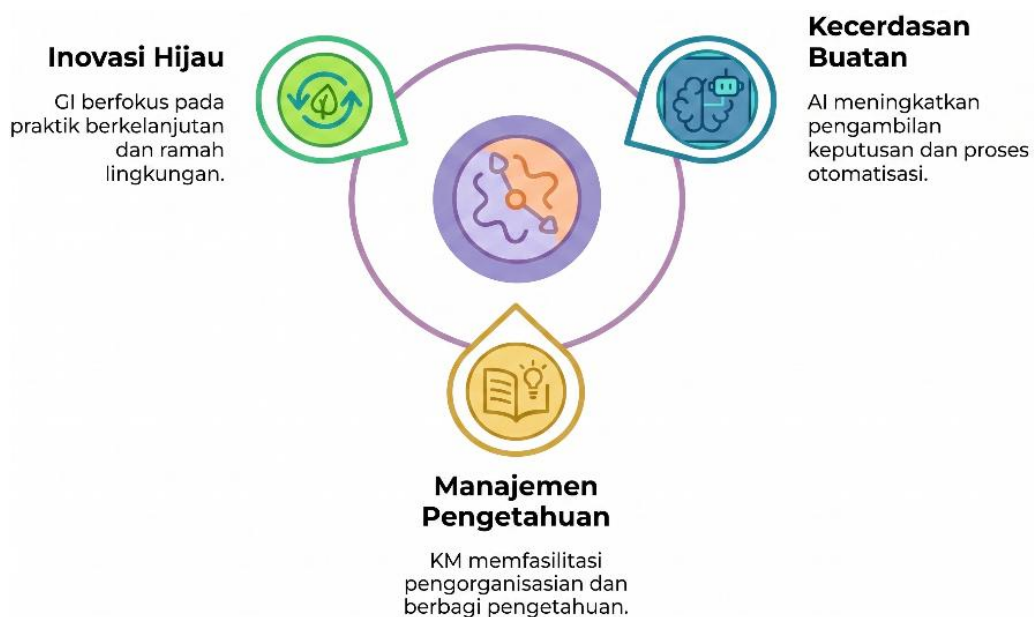 Inovasi Hijau
GI berfokus pada
praktik berkelanjutan
dan ramah
lingkungan.
Kecerdasan
Buatan
AI meningkatkan
pengambilan
keputusan dan proses
otomatisasi.
Manajemen
Pengetahuan
KM memfasilitasi
pengorganisasian dan
berbagi pengetahuan.